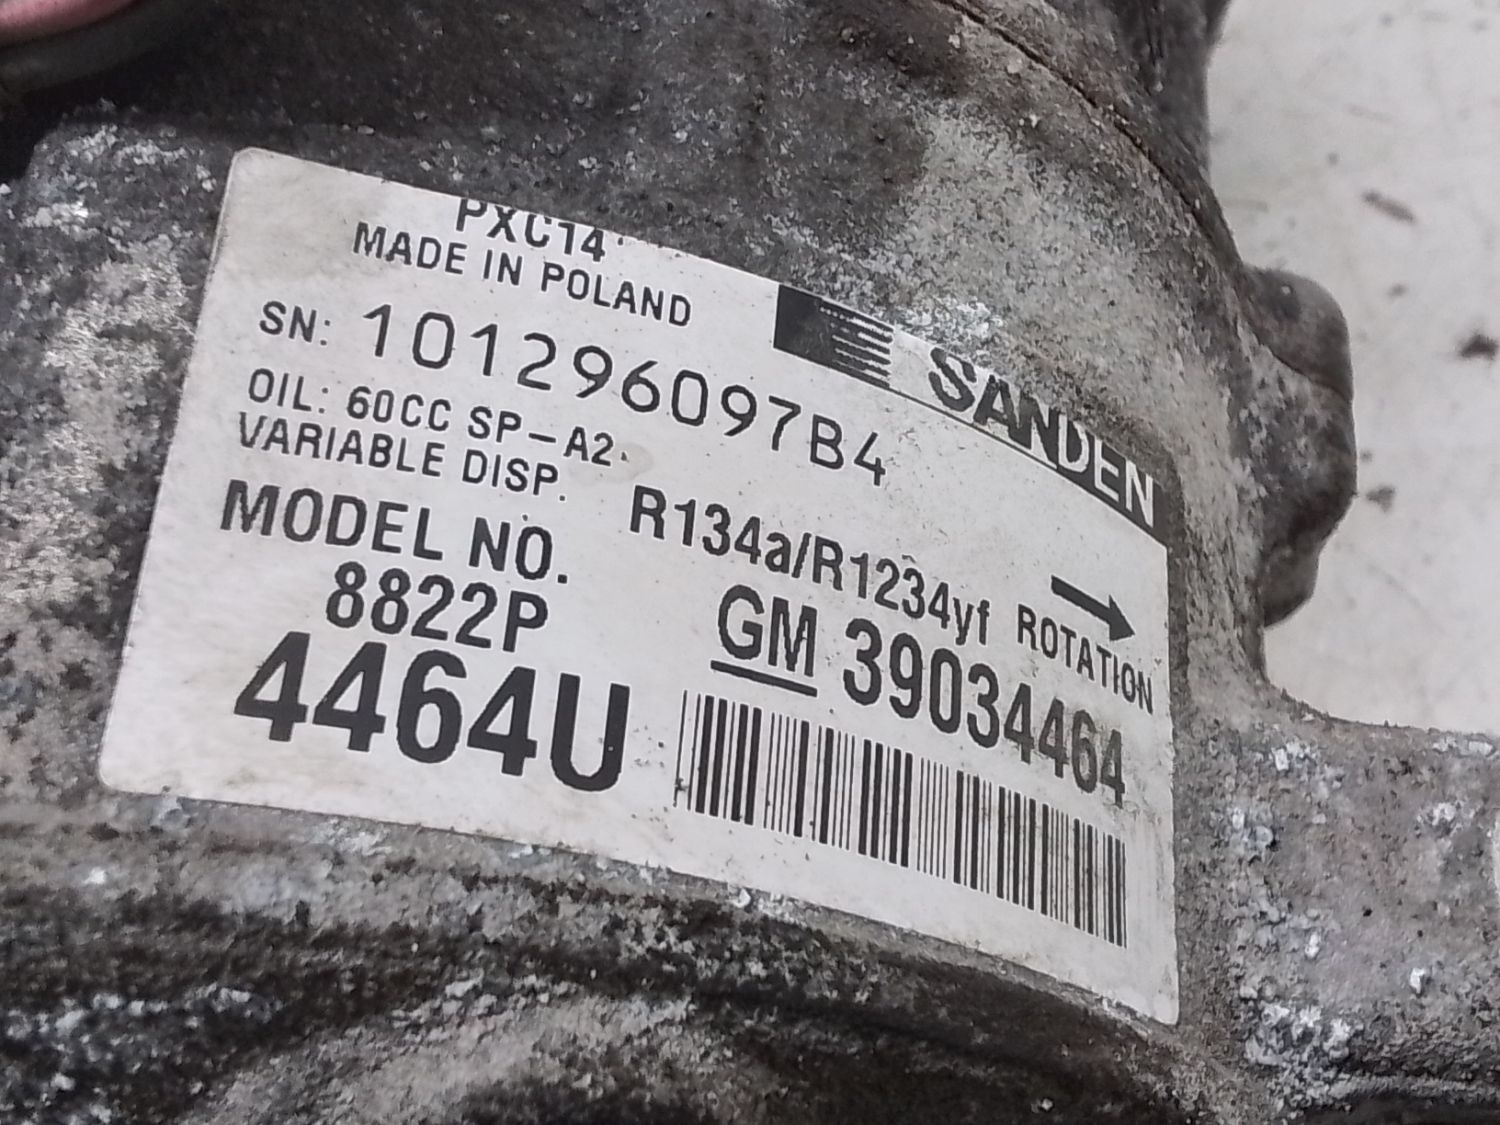 PXC14
MADE IN POLAND
SANDEN
SN: 101296097B4
OIL: 60CC SP-A2
VARIABLE DISP.
R134a/R1234yf
ROTATION
MODEL NO.
8822P
4464U
GM 39034464